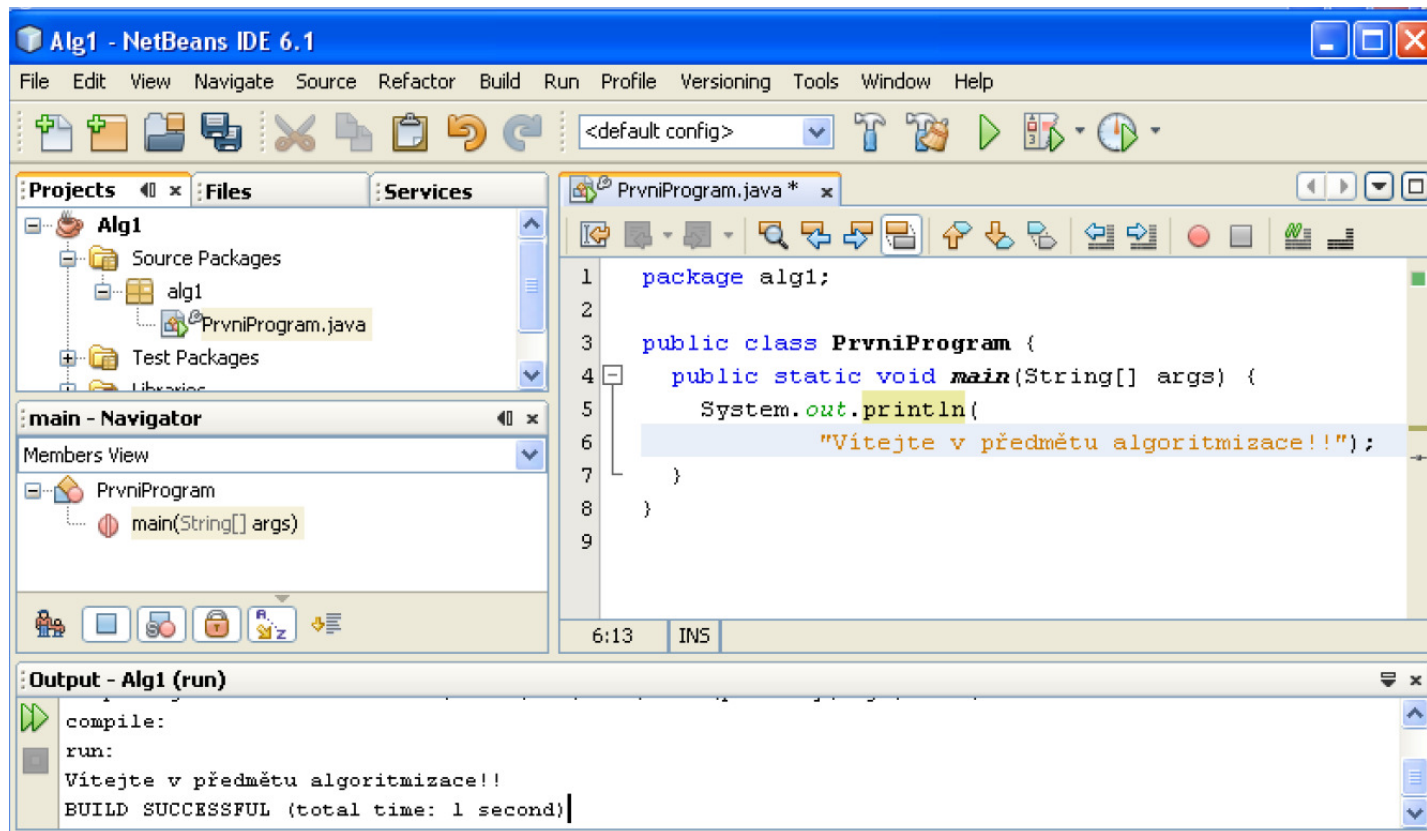 Alg1 - NetBeans IDE 6.1
File Edit View Navigate Source Refactor Build Run Profile Versioning Tools Window Help
<default config>
Projects Files Services
Alg1
Source Packages
alg1
PrvniProgram.java
Test Packages
Libraries
main - Navigator
Members View
PrvniProgram
main(String[] args)
PrvniProgram.java *
1 package alg1;
2
3 public class PrvniProgram {
4 public static void main(String[] args) {
5 System.out.println(
6 "Vítejte v předmětu algoritmizace!!");
7 }
8 }
9
6:13 INS
Output - Alg1 (run)
compile:
run:
Vítejte v předmětu algoritmizace!!
BUILD SUCCESSFUL (total time: 1 second)